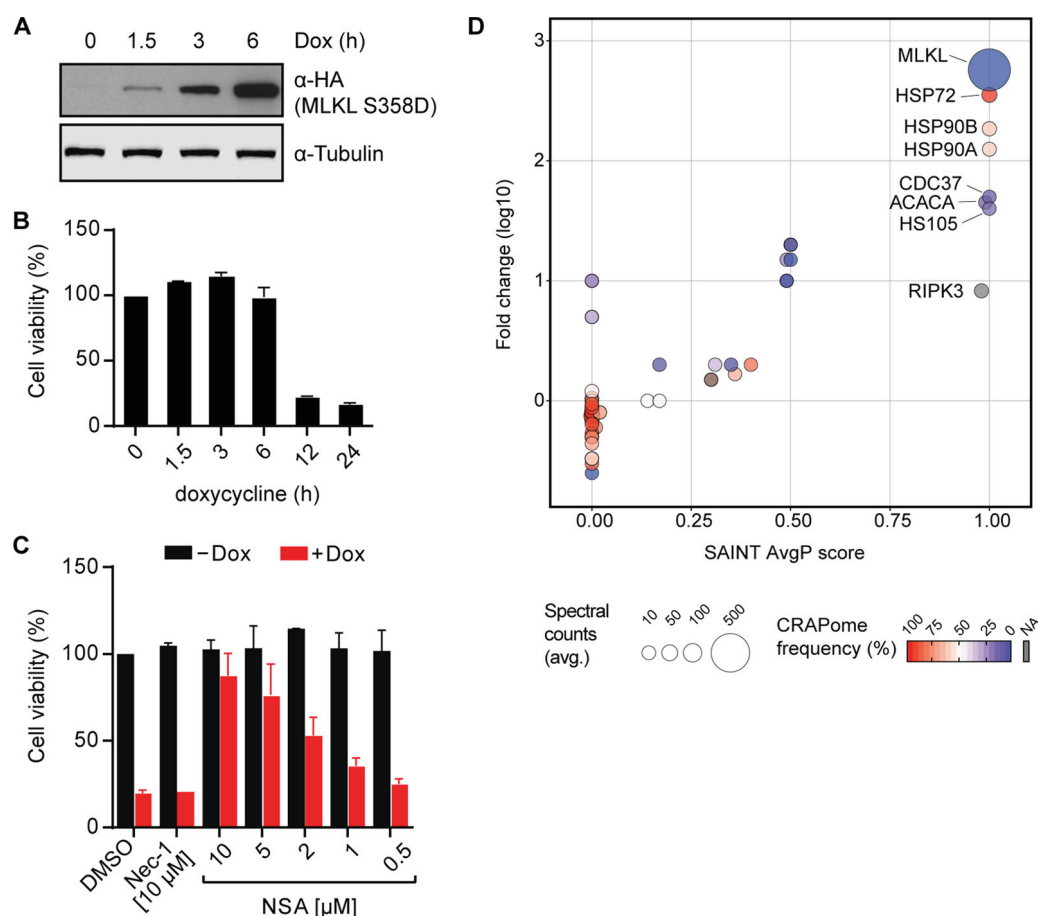 A
0 1.5 3 6 Dox (h)
α-HA
(MLKL S358D)
α-Tubulin
B
Cell viability (%)
150
100
50
0
0 1.5 3 6 12 24
doxycycline (h)
C
−Dox +Dox
Cell viability (%)
150
100
50
0
DMSO
Nec-1
[10 μM]
10 5 2 1 0.5
NSA [μM]
D
Fold change (log10)
3
2
1
0
MLKL
HSP72
HSP90B
HSP90A
CDC37
ACACA
HS105
RIPK3
0.00 0.25 0.50 0.75 1.00
SAINT AvgP score
Spectral
counts
(avg.)
10 50 100 500
CRAPome
frequency (%)
100 75 50 25 0 NA